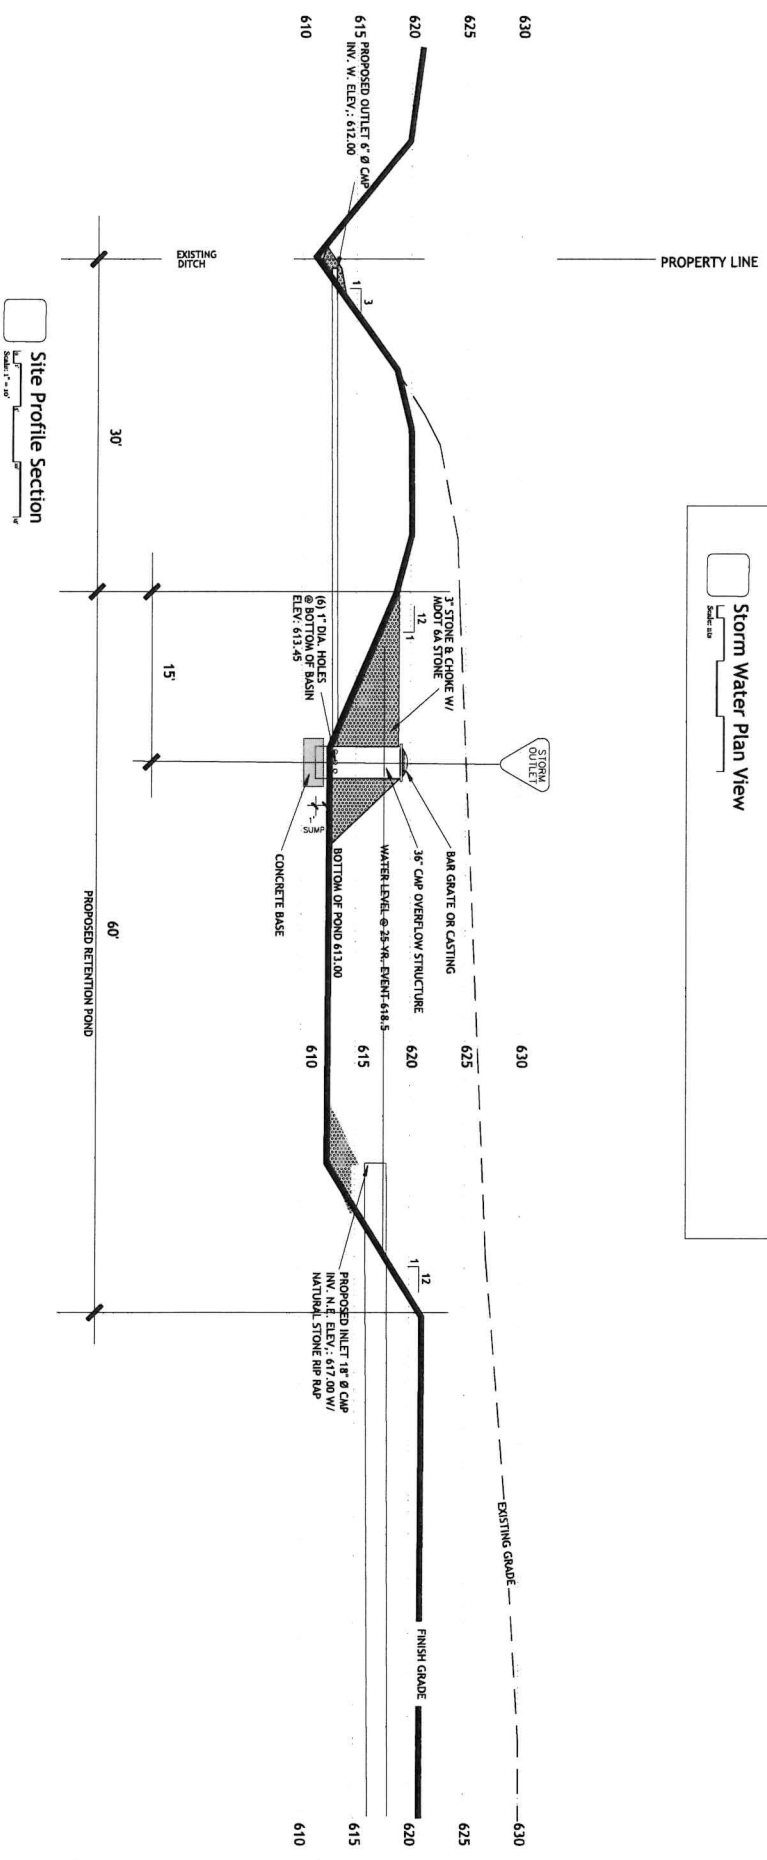 Storm Water Plan View
Scale: nts
630
625
620
615
610
630
625
620
615
610
630
625
620
615
610
PROPERTY LINE
PROPOSED OUTLET 6" Ø CMP
INV. W. ELEV,: 612.00
EXISTING
DITCH
1
3
3" STONE & CHOKE W/
MDOT 6A STONE
12
1
STORM
OUTLET
BAR GRATE OR CASTING
36" CMP OVERFLOW STRUCTURE
WATER LEVEL @ 25 YR. EVENT 618.5
BOTTOM OF POND 613.00
(6) 1" DIA. HOLES
@ BOTTOM OF BASIN
ELEV: 613.45
1'
SUMP
CONCRETE BASE
12
1
PROPOSED INLET 18" Ø CMP
INV. N.E. ELEV,: 617.00 W/
NATURAL STONE RIP RAP
EXISTING GRADE
FINISH GRADE
15'
30'
60'
PROPOSED RETENTION POND
Site Profile Section
Scale: 1" = 10'